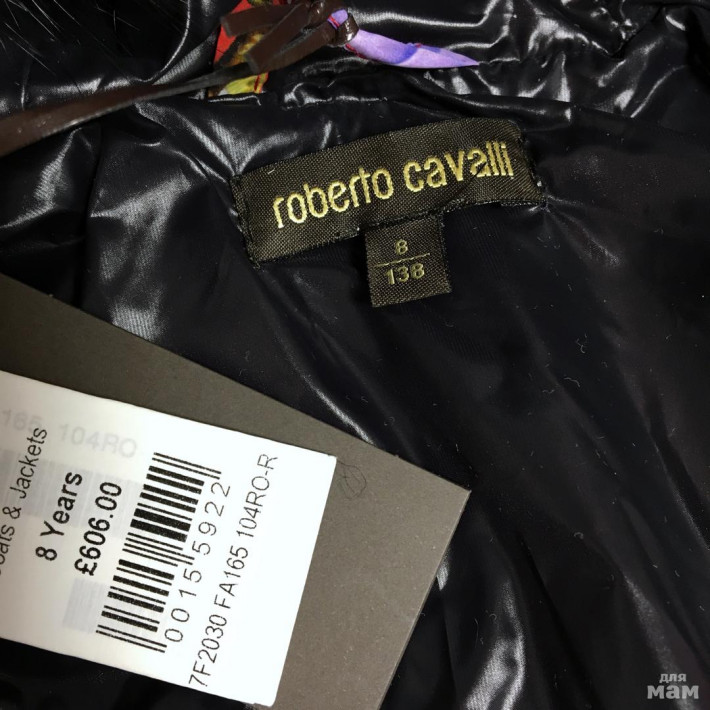 roberto cavalli
8
138
165 104RO
Coats & Jackets
8 Years
£606.00
00155922
7F2030 FA165 104RO-R
для
мам